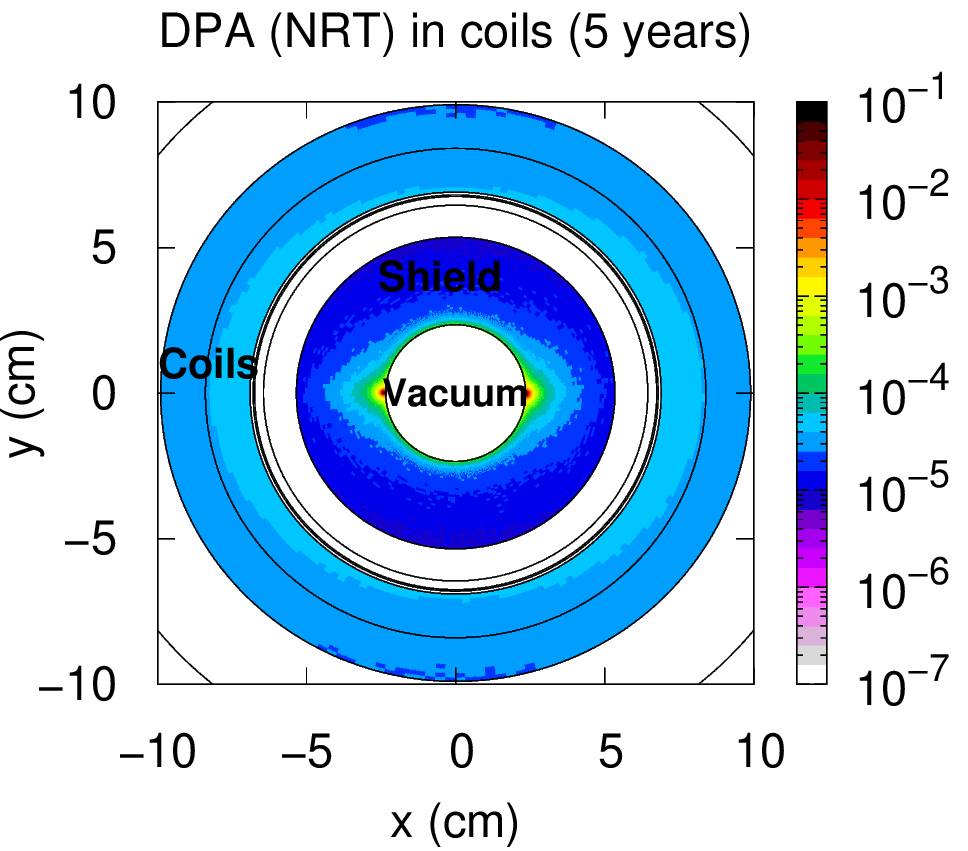 DPA (NRT) in coils (5 years)
10
5
0
−5
−10
y (cm)
Shield
Coils
Vacuum
−10 −5 0 5 10
x (cm)
10⁻¹
10⁻²
10⁻³
10⁻⁴
10⁻⁵
10⁻⁶
10⁻⁷